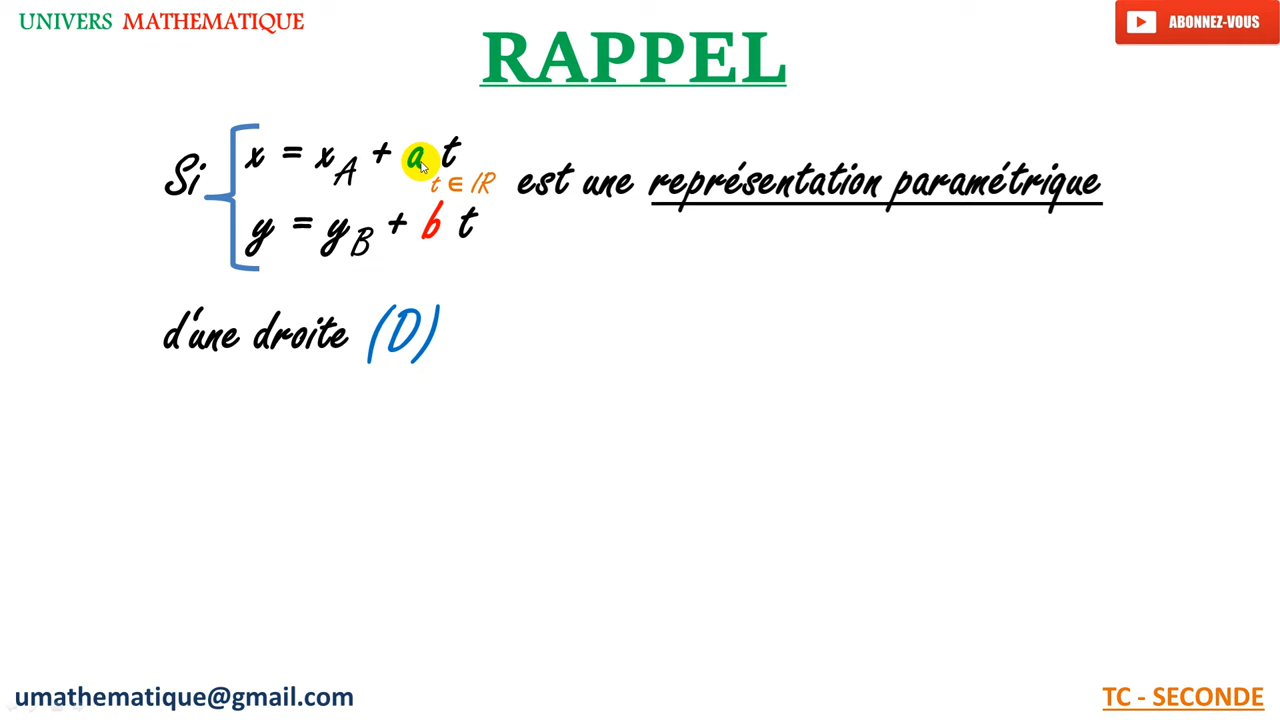 UNIVERS MATHEMATIQUE
ABONNEZ-VOUS
RAPPEL
x = x_A + a t
Si t ∈ IR est une représentation paramétrique
y = y_B + b t
d'une droite (D)
umathematique@gmail.com
TC - SECONDE